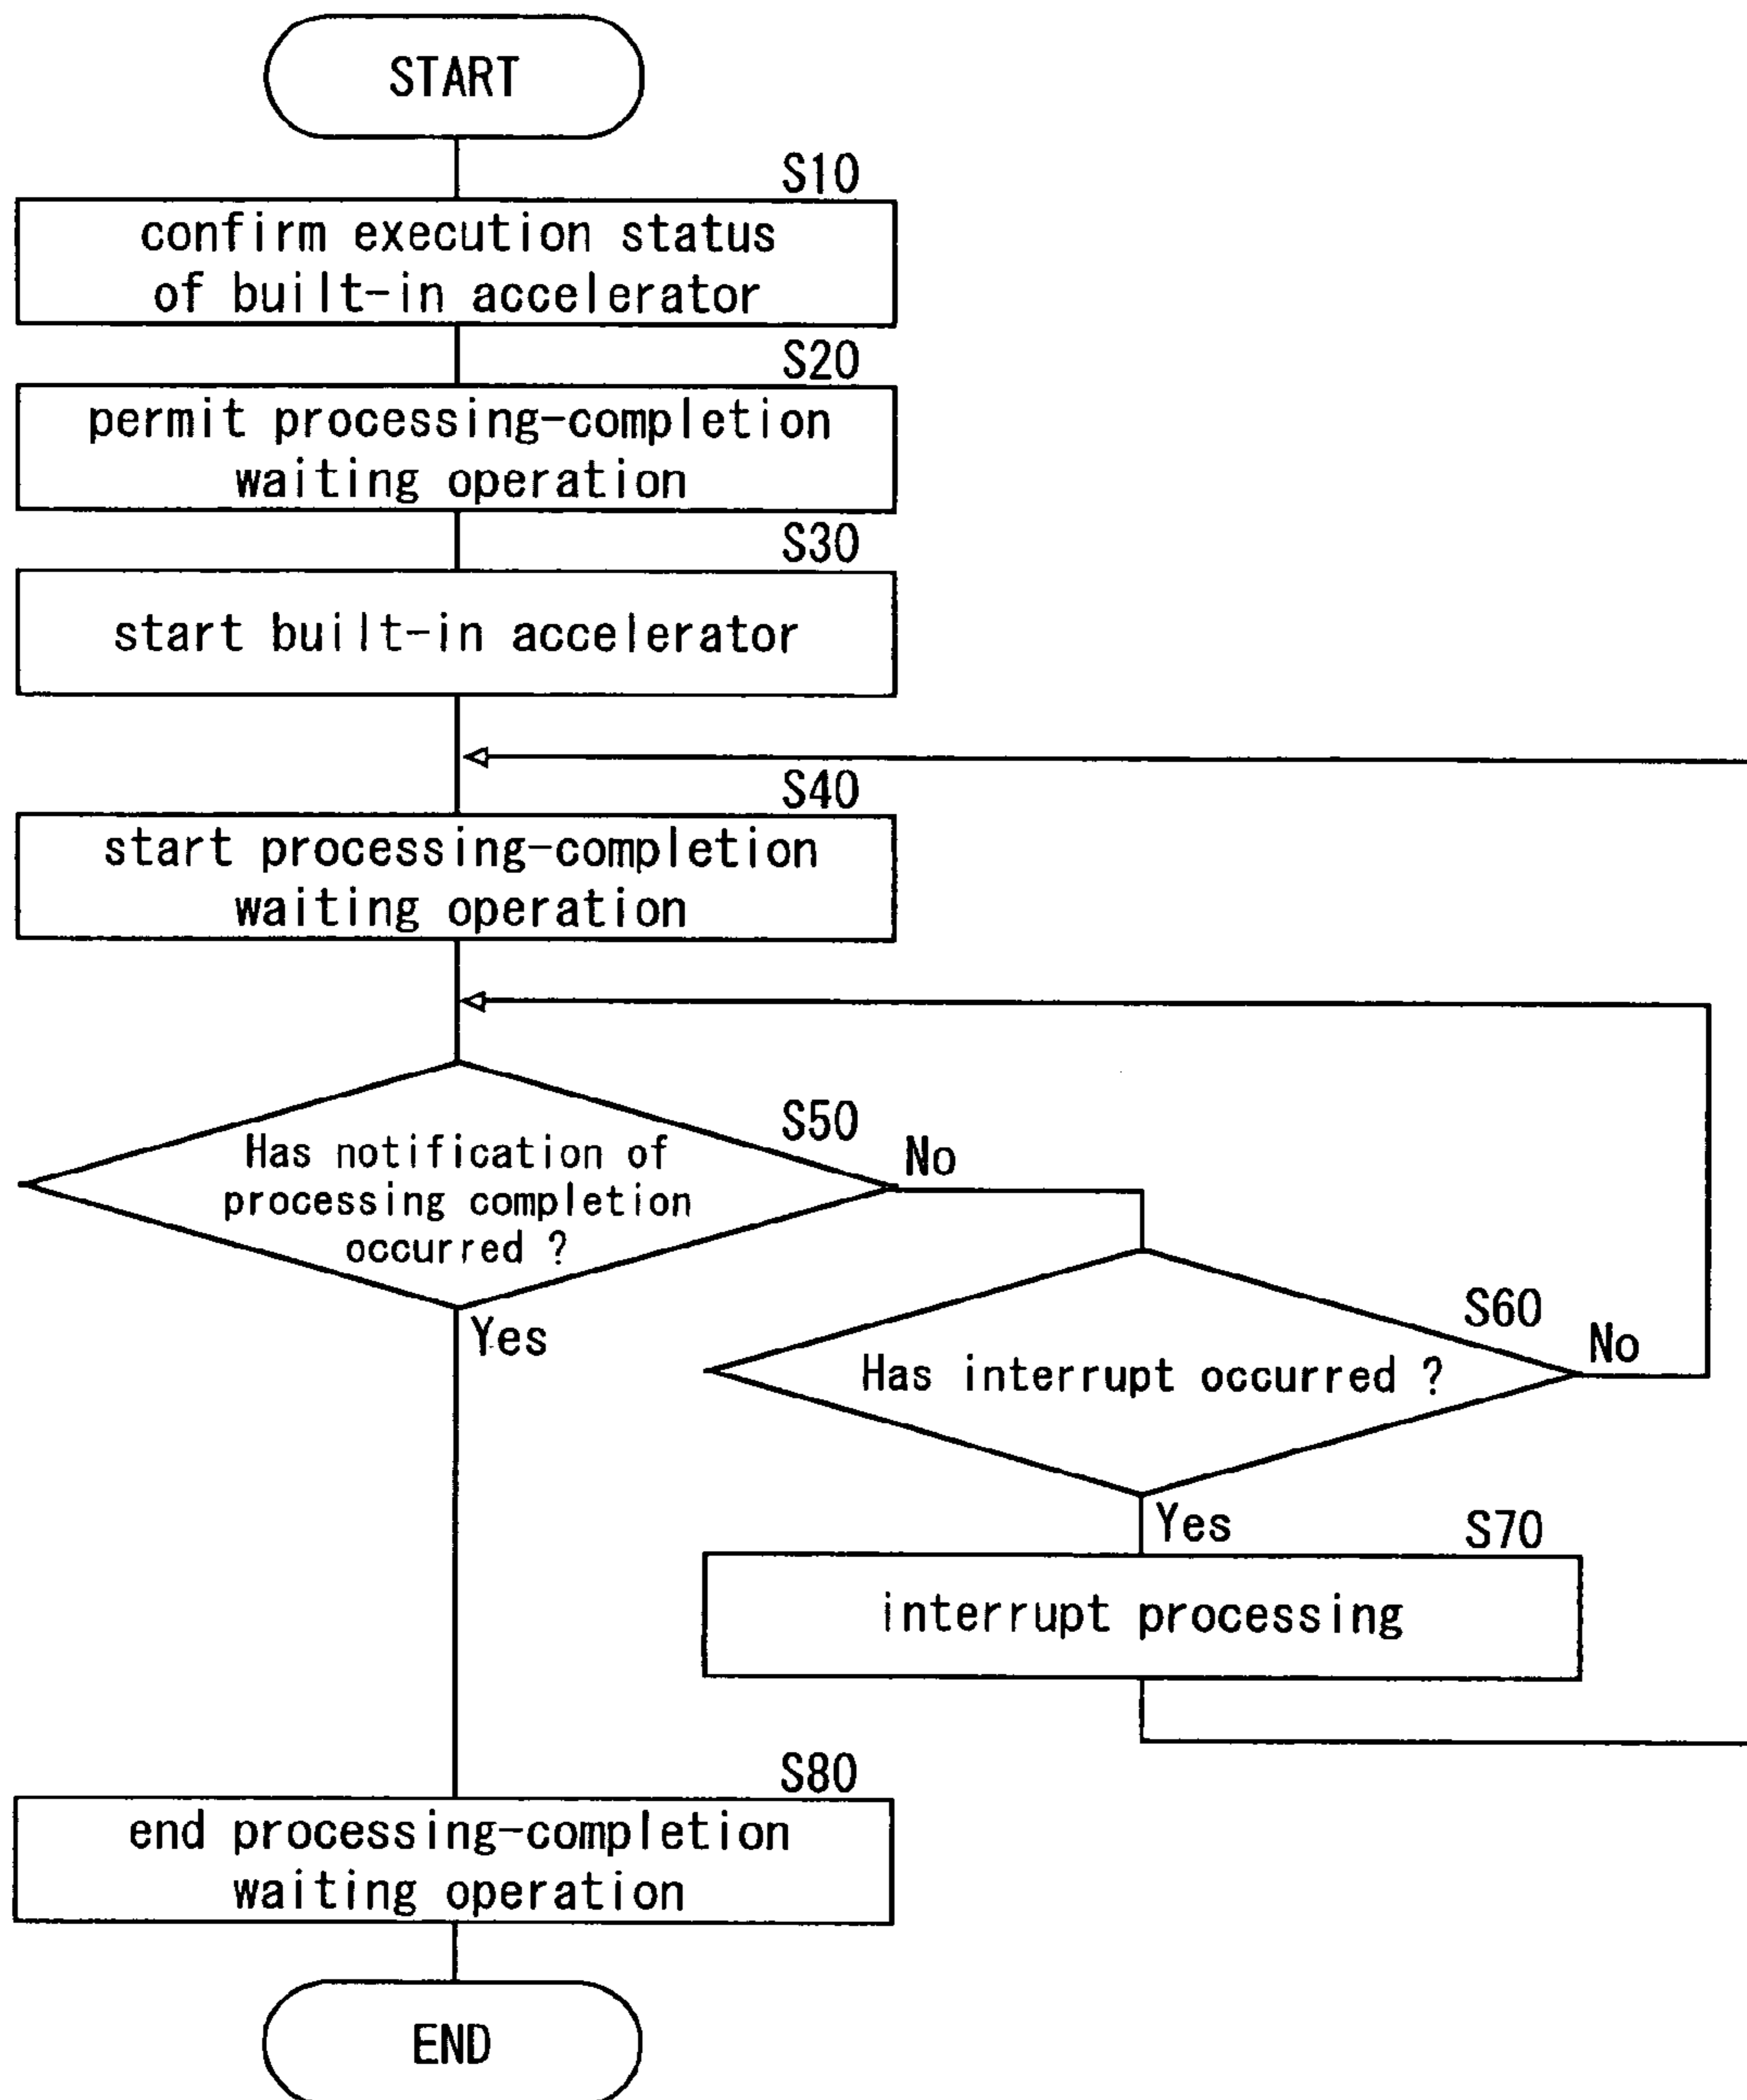 START
S10
confirm execution status
of built-in accelerator
S20
permit processing-completion
waiting operation
S30
start built-in accelerator
S40
start processing-completion
waiting operation
S50
Has notification of
processing completion
occurred ?
No
Yes
S60
Has interrupt occurred ?
No
Yes
S70
interrupt processing
S80
end processing-completion
waiting operation
END